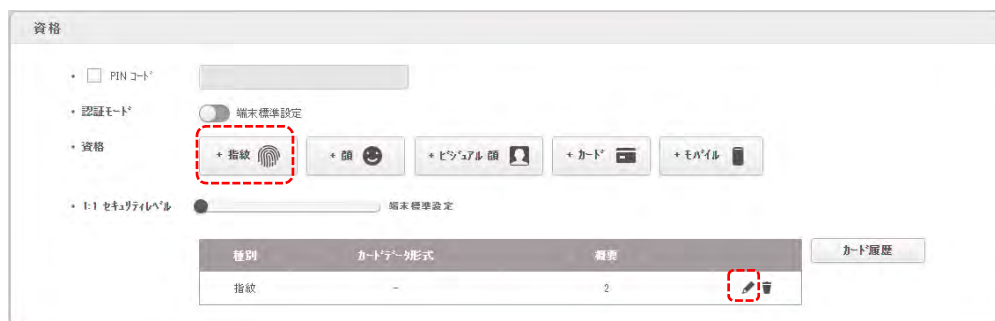 資格
• PIN ｺｰﾄﾞ
• 認証ﾓｰﾄﾞ 端末標準設定
• 資格 + 指紋 + 顔 + ﾋﾞｼﾞｭｱﾙ 顔 + ｶｰﾄﾞ + ﾓﾊﾞｲﾙ
• 1:1 ｾｷｭﾘﾃｨﾚﾍﾞﾙ 端末標準設定
種別 ｶｰﾄﾞﾃﾞｰﾀ形式 概要 ｶｰﾄﾞ履歴
指紋 - 2